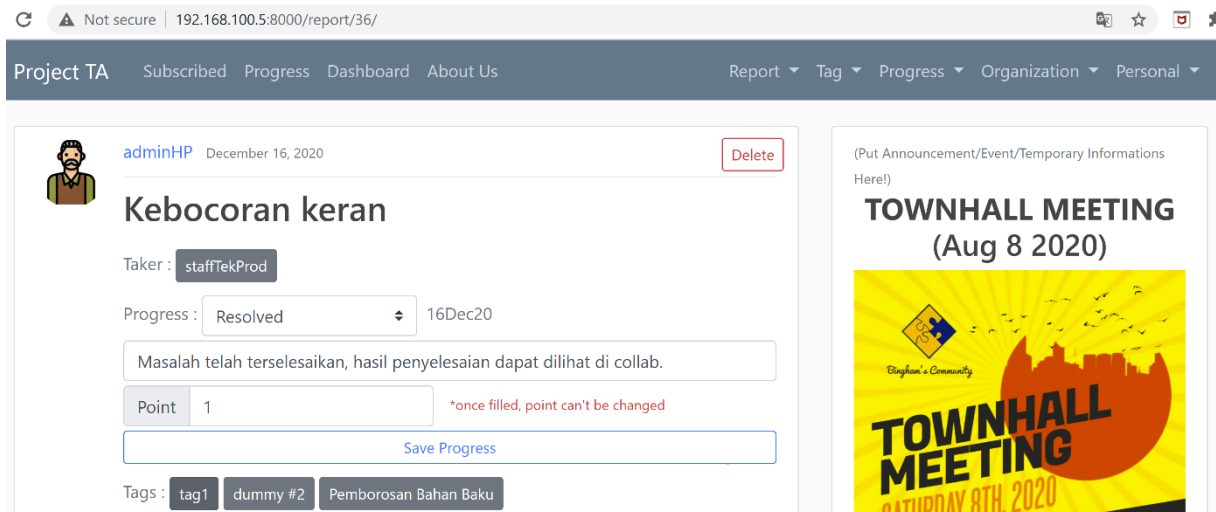 Not secure | 192.168.100.5:8000/report/36/
Project TA Subscribed Progress Dashboard About Us Report Tag Progress Organization Personal
adminHP December 16, 2020 Delete
Kebocoran keran
Taker : staffTekProd
Progress : Resolved 16Dec20
Masalah telah terselesaikan, hasil penyelesaian dapat dilihat di collab.
Point 1 *once filled, point can't be changed
Save Progress
Tags : tag1 dummy #2 Pemborosan Bahan Baku
(Put Announcement/Event/Temporary Informations
Here!)
TOWNHALL MEETING
(Aug 8 2020)
Bingham's Community
TOWNHALL
MEETING
SATURDAY 8TH, 2020